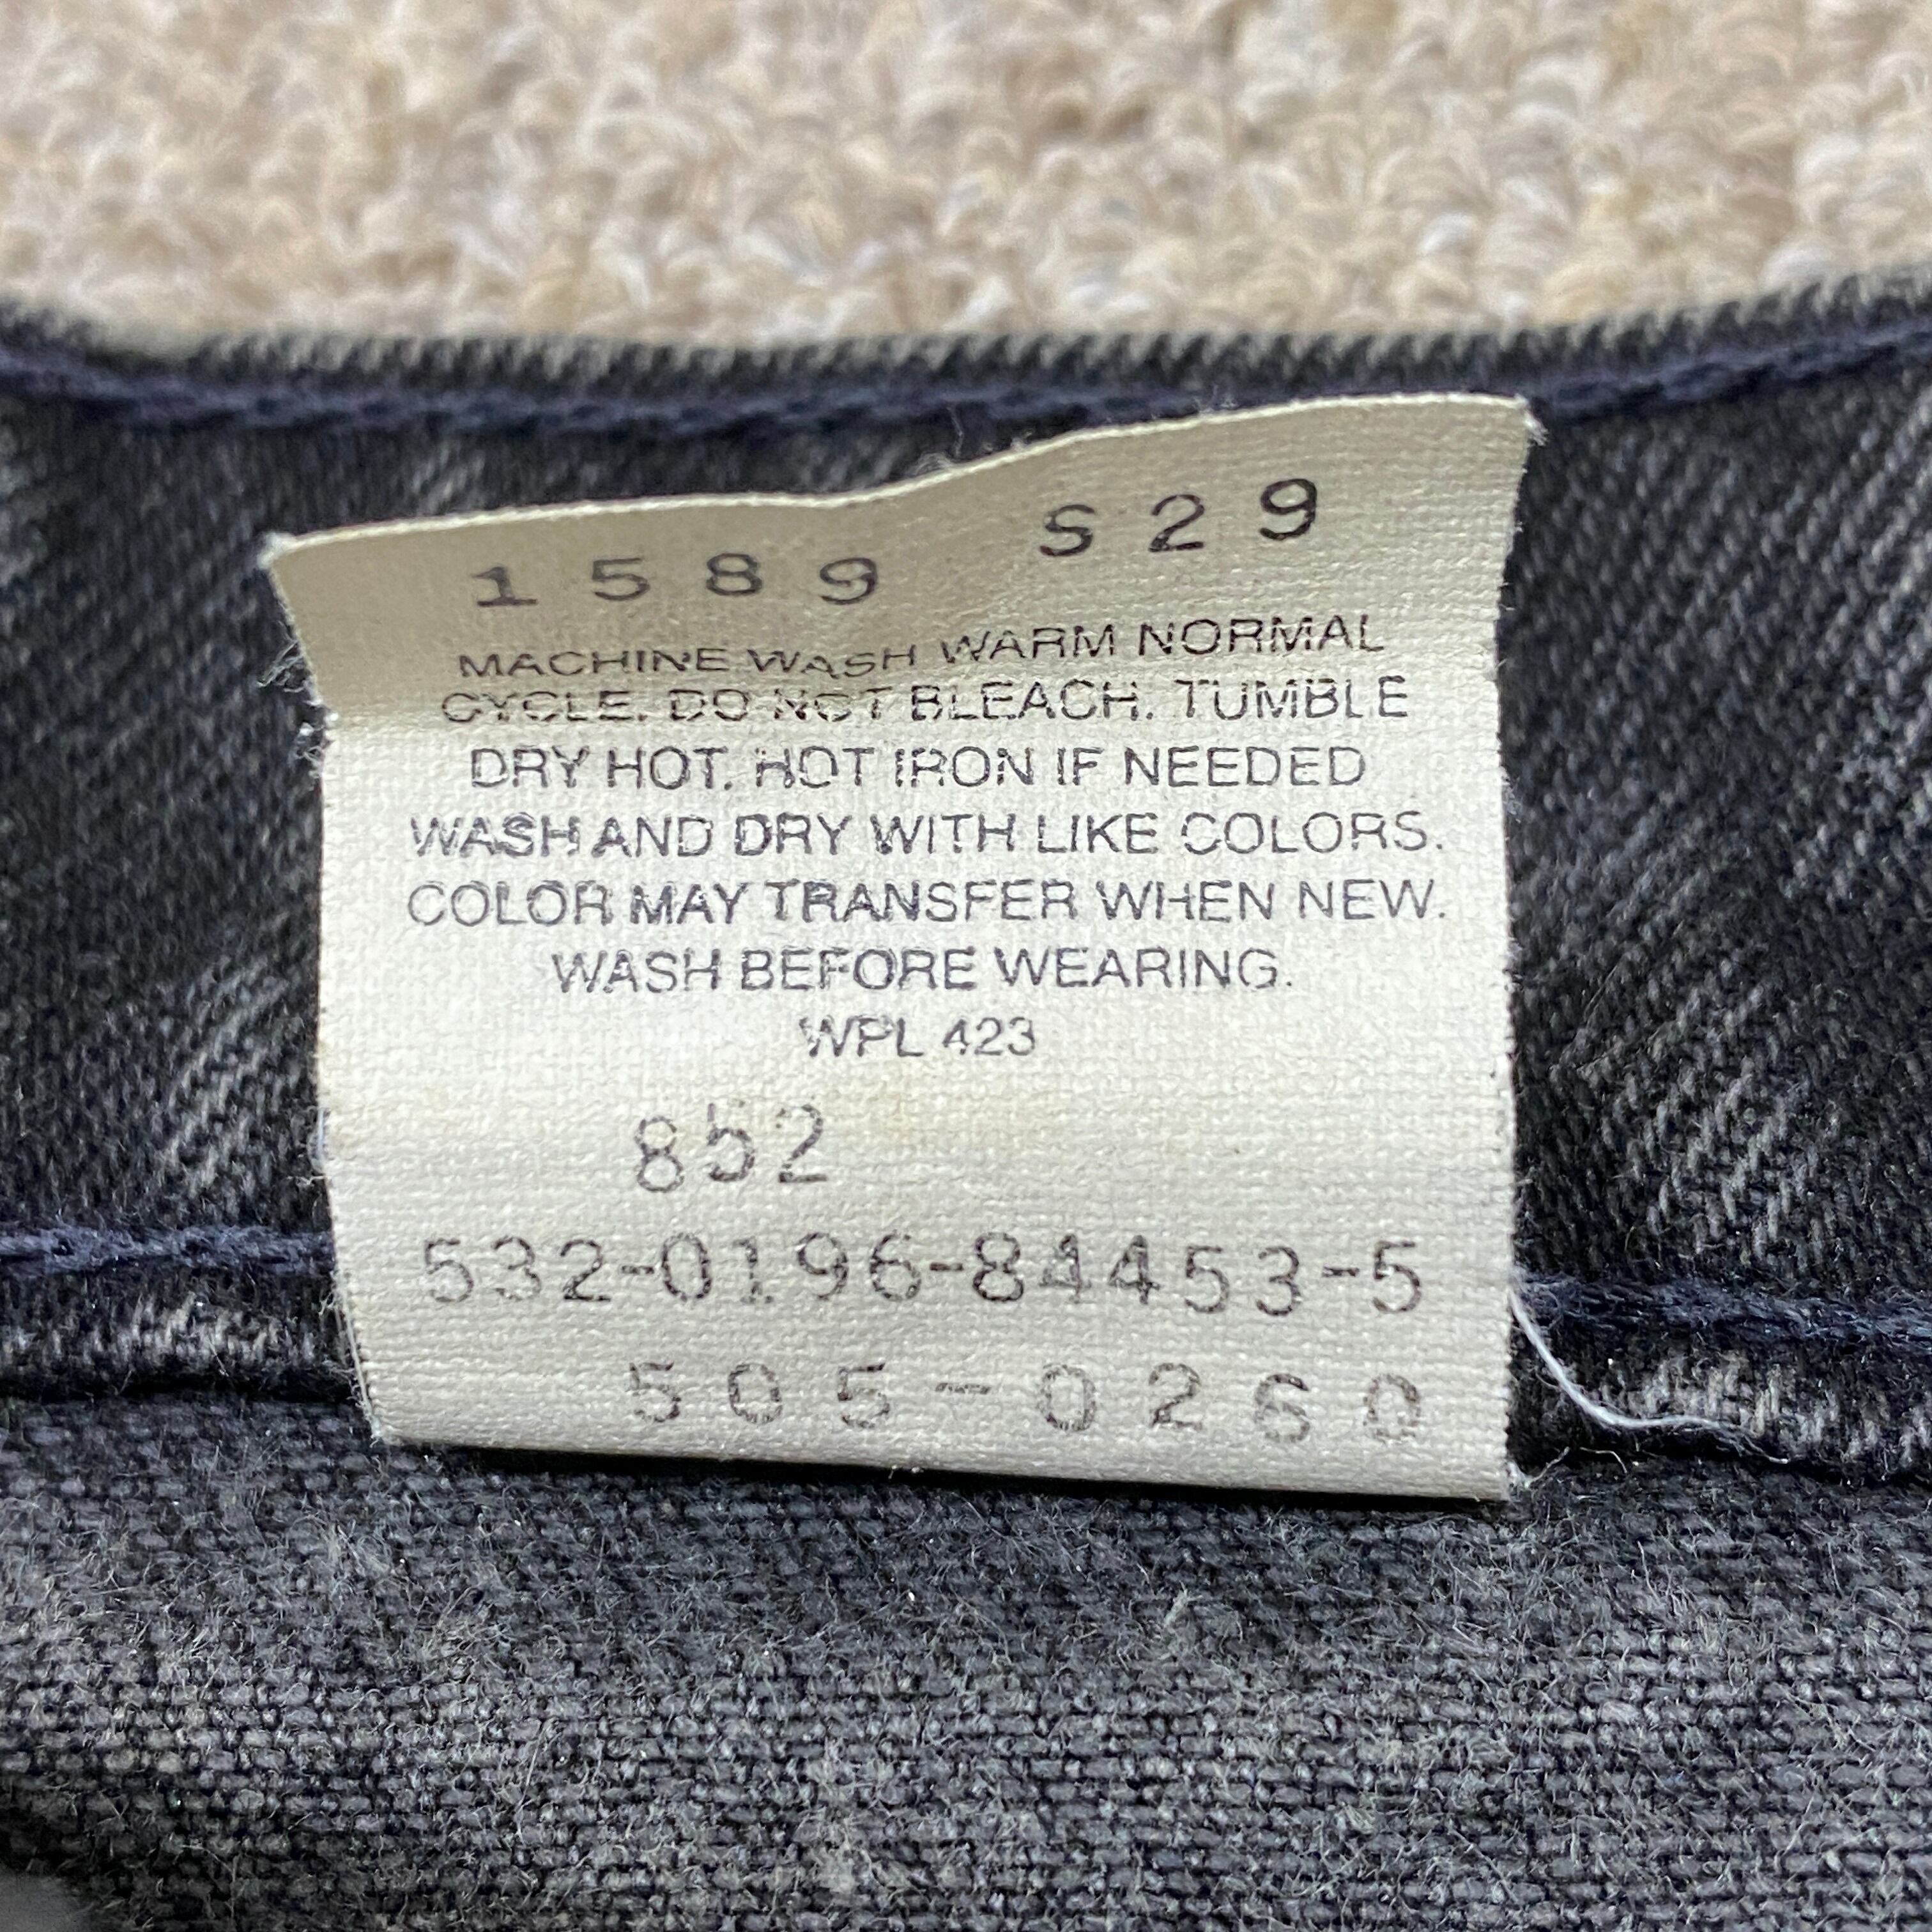 1589 S29
MACHINE WASH WARM NORMAL
CYCLE. DO NOT BLEACH. TUMBLE
DRY HOT. HOT IRON IF NEEDED
WASH AND DRY WITH LIKE COLORS.
COLOR MAY TRANSFER WHEN NEW.
WASH BEFORE WEARING.
WPL 423
852
532-0196-84453-5
505-0260